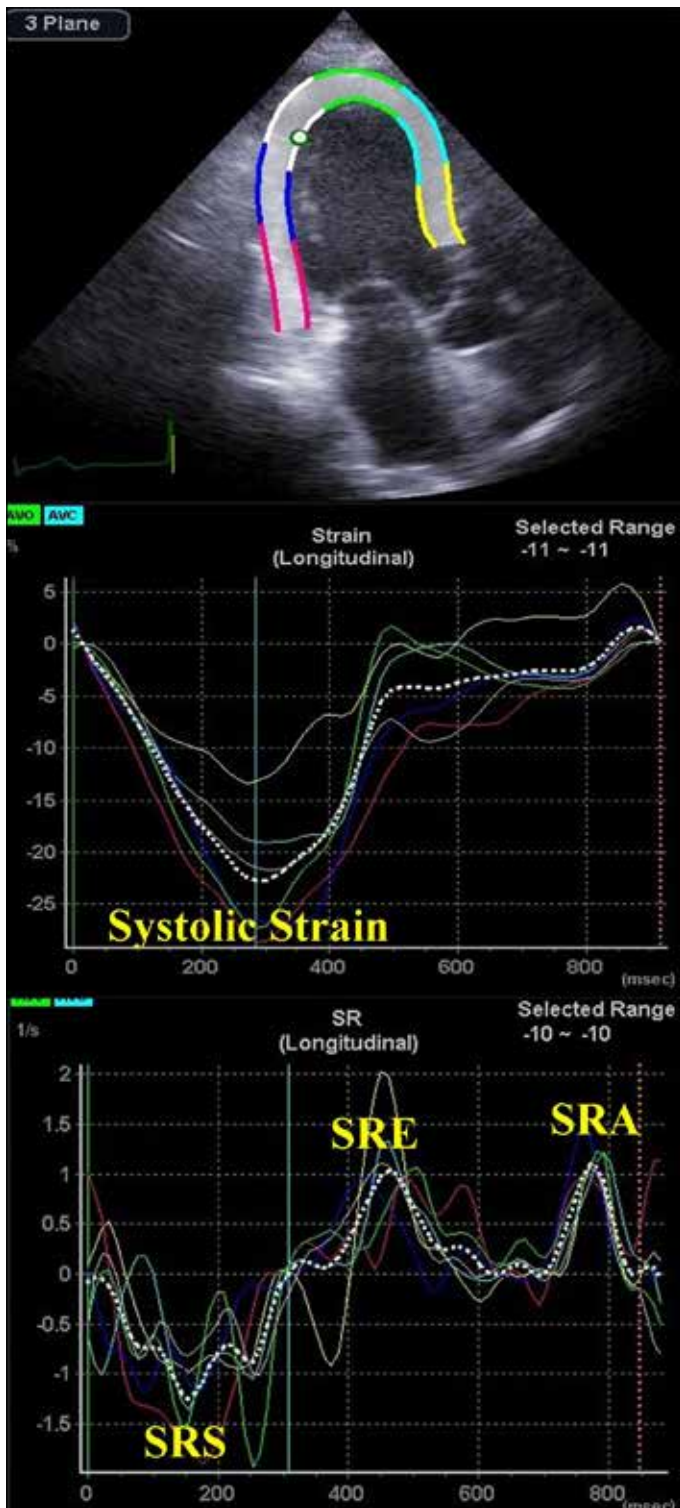 3 Plane
AVO AVC
Strain
(Longitudinal)
Selected Range
-11 ~ -11
%
5
0
-5
-10
-15
-20
-25
Systolic Strain
0 200 400 600 800
(msec)
SR
(Longitudinal)
Selected Range
-10 ~ -10
1/s
2
1.5
1
0.5
0
-0.5
-1
-1.5
SRE
SRA
SRS
0 200 400 600 800
(msec)